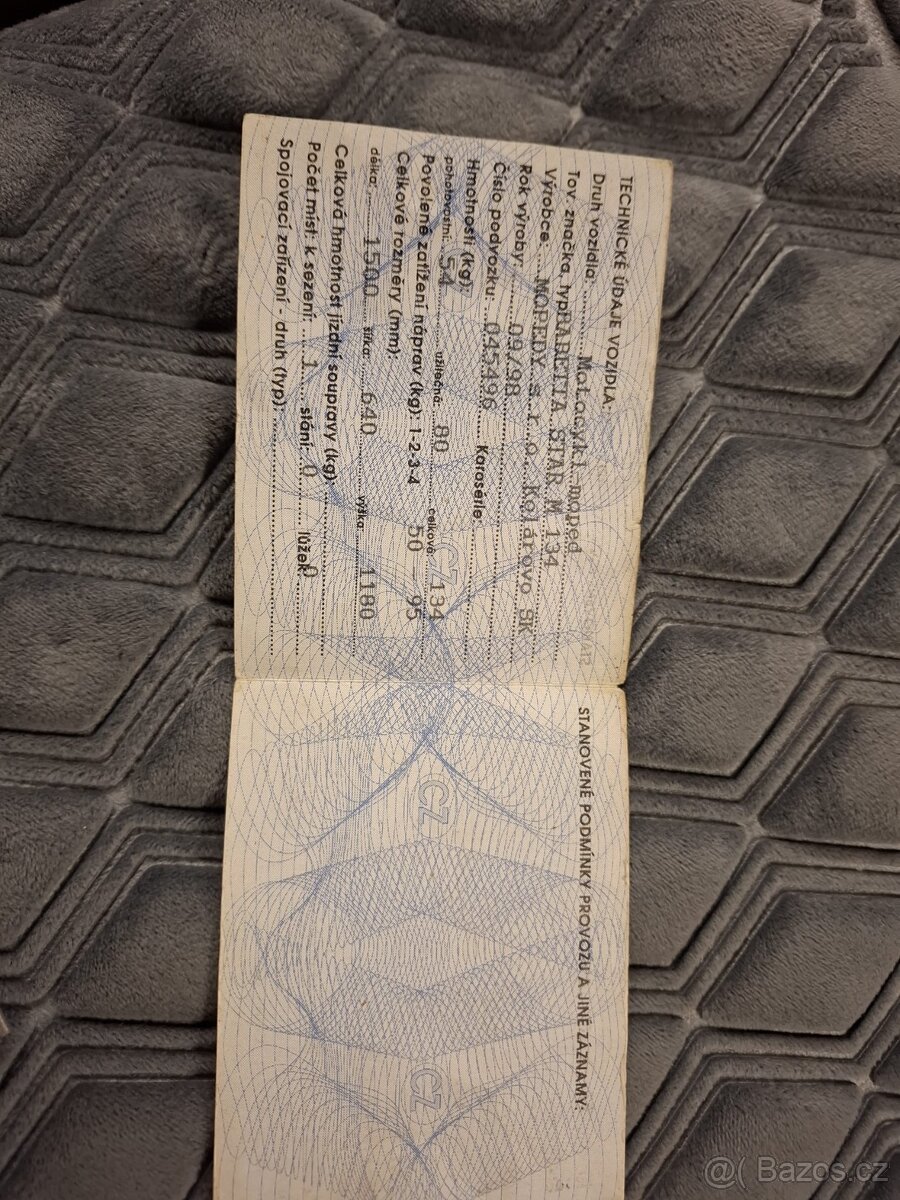 TECHNICKÉ ÚDAJE VOZIDLA:
Druh vozidla: Motocykl moped
Tov. značka, typ BABETTA STAR M 134
Výrobce: MOPEDY s.r.o. Kolárovo SK
Rok výroby: 09/98
Číslo podvozku: 045496 Karosérie:
Hmotnosti (kg):
pohotovostní: 54 užitečná: 80 celková 134
Povolené zatížení náprav (kg) 1-2-3-4 50 95
Celkové rozměry (mm):
délka: 1500 šířka: 640 výška: 1180
Celková hmotnost jízdní soupravy (kg):
Počet míst k sezení 1 stání: 0 lůžek 0
Spojovací zařízení - druh (typ):
STANOVENÉ PODMÍNKY PROVOZU A JINÉ ZÁZNAMY:
CZ
CZ
CZ
@( Bazos.cz